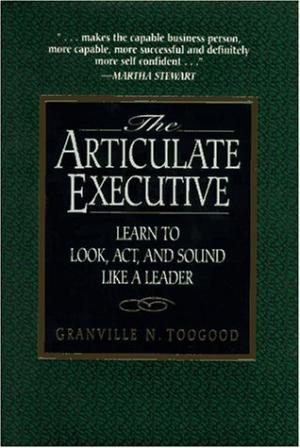 " . . . makes the capable business person,
more capable, more successful and definitely
more self confident . . ."
—MARTHA STEWART
The
ARTICULATE
EXECUTIVE
LEARN TO
LOOK, ACT, AND SOUND
LIKE A LEADER
GRANVILLE N. TOOGOOD